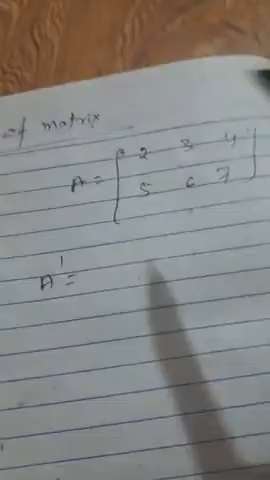 of matrix
A = [ 2 3 4 ]
5 6 7
A' =